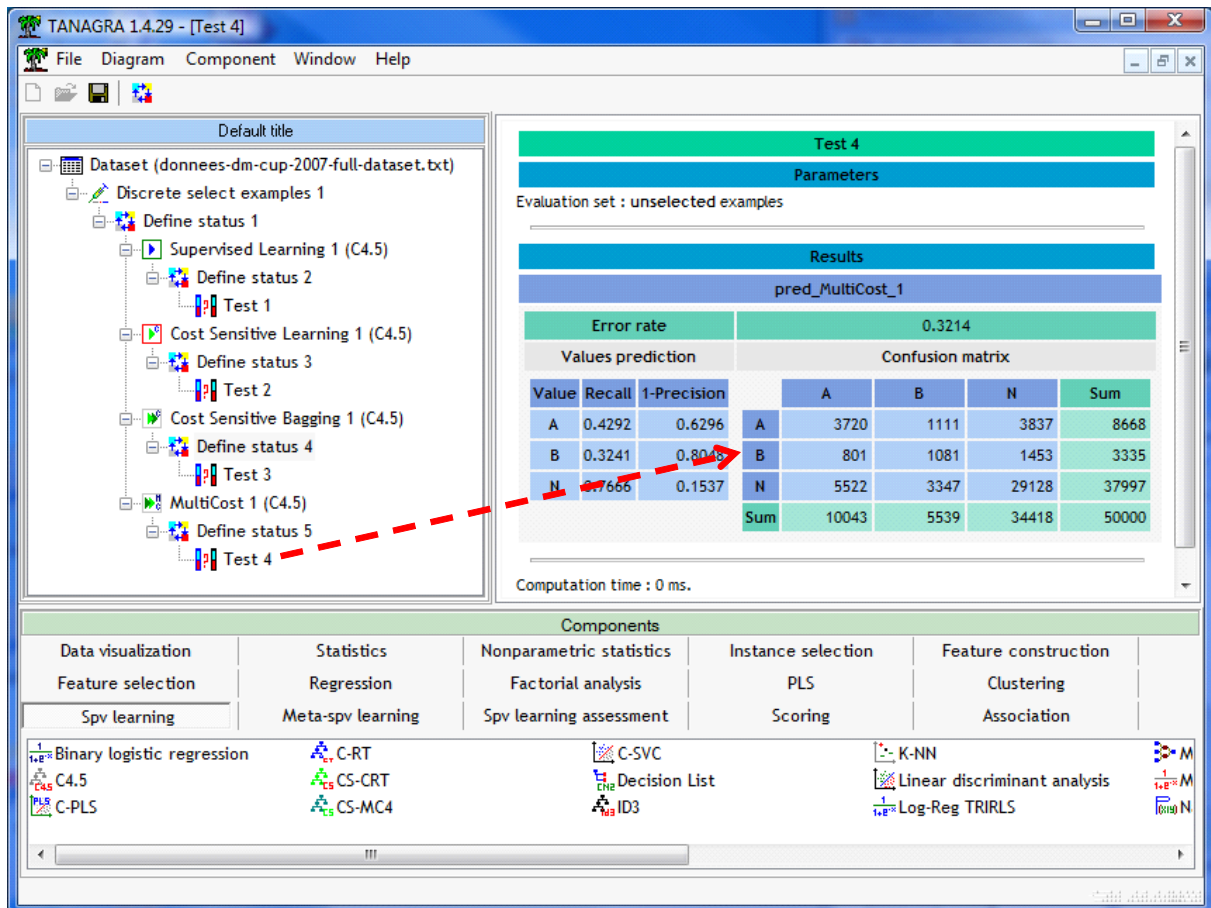 TANAGRA 1.4.29 - [Test 4]
File Diagram Component Window Help
Default title
Dataset (donnees-dm-cup-2007-full-dataset.txt)
Discrete select examples 1
Define status 1
Supervised Learning 1 (C4.5)
Define status 2
Test 1
Cost Sensitive Learning 1 (C4.5)
Define status 3
Test 2
Cost Sensitive Bagging 1 (C4.5)
Define status 4
Test 3
MultiCost 1 (C4.5)
Define status 5
Test 4
Test 4
Parameters
Evaluation set : unselected examples
Results
pred_MultiCost_1
Error rate 0.3214
Values prediction Confusion matrix
Value Recall 1-Precision A B N Sum
A 0.4292 0.6296 A 3720 1111 3837 8668
B 0.3241 0.8048 B 801 1081 1453 3335
N 0.7666 0.1537 N 5522 3347 29128 37997
Sum 10043 5539 34418 50000
Computation time : 0 ms.
Components
Data visualization Statistics Nonparametric statistics Instance selection Feature construction
Feature selection Regression Factorial analysis PLS Clustering
Spv learning Meta-spv learning Spv learning assessment Scoring Association
Binary logistic regression C-RT C-SVC K-NN M
C4.5 CS-CRT Decision List Linear discriminant analysis M
C-PLS CS-MC4 ID3 Log-Reg TRIRLS N